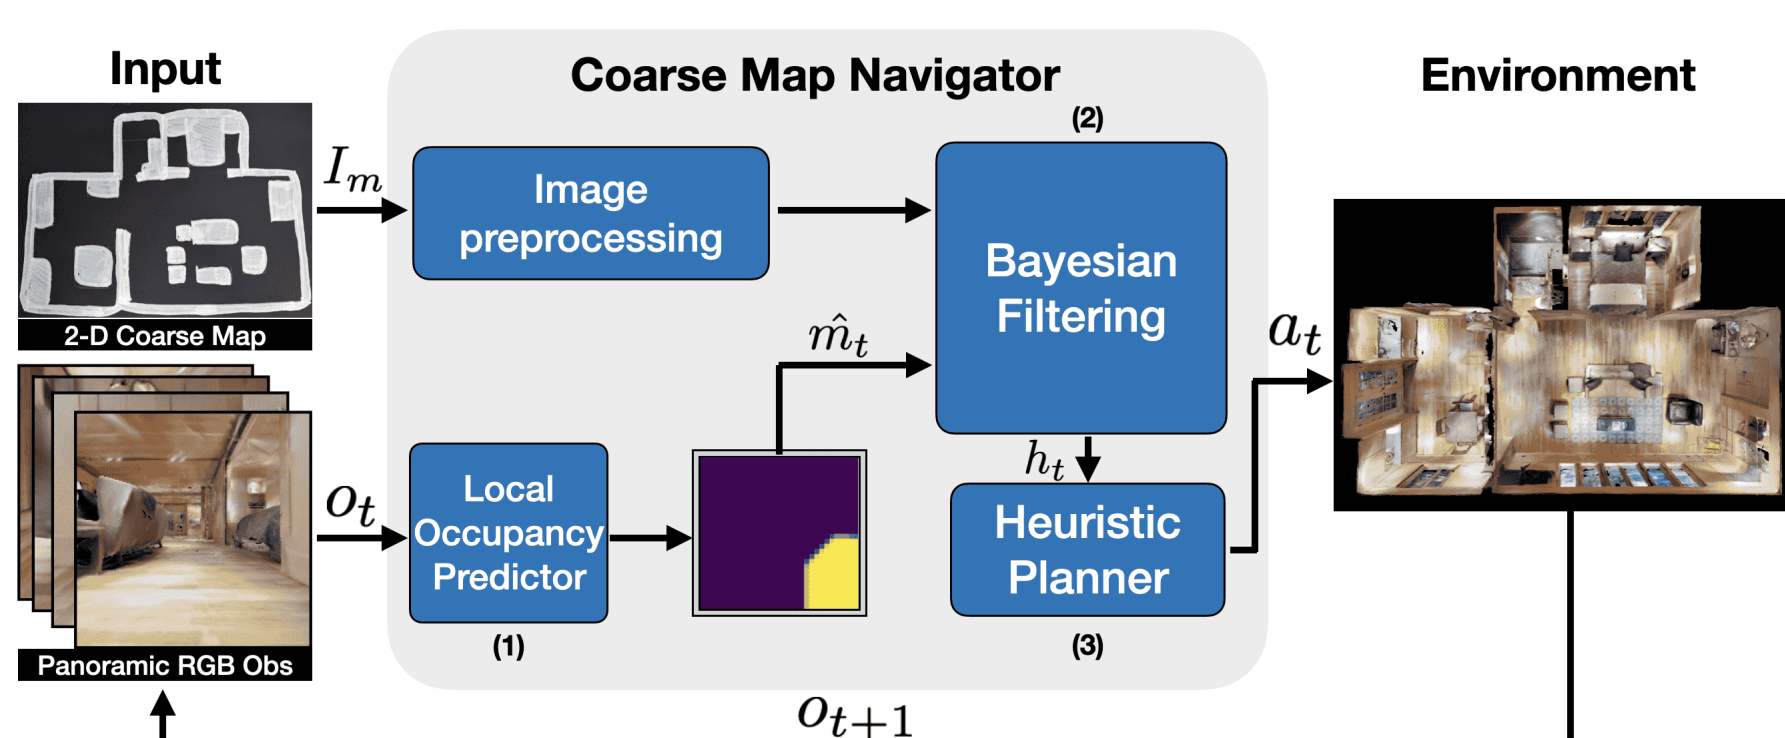 Input
Coarse Map Navigator
Environment
(2)
I_m
Image
preprocessing
Bayesian
Filtering
2-D Coarse Map
m̂_t
a_t
h_t
o_t
Local
Occupancy
Predictor
Heuristic
Planner
(1)
(3)
Panoramic RGB Obs
o_{t+1}